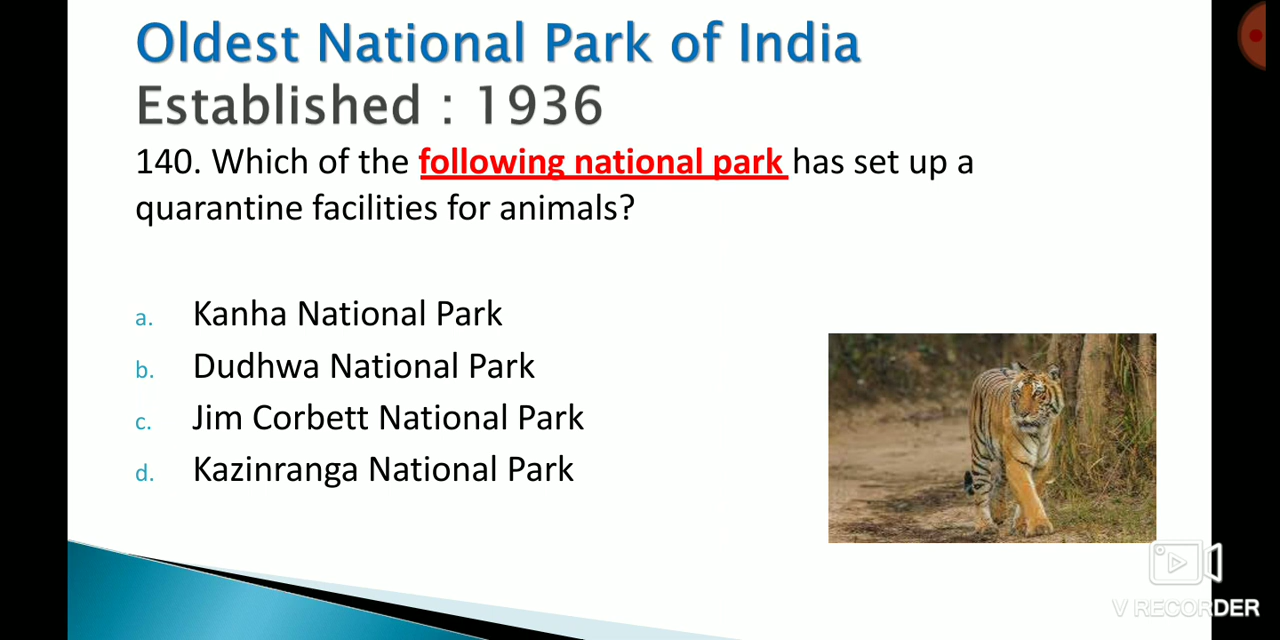 Oldest National Park of India
Established : 1936
140. Which of the following national park has set up a
quarantine facilities for animals?
a. Kanha National Park
b. Dudhwa National Park
c. Jim Corbett National Park
d. Kazinranga National Park
V RECORDER